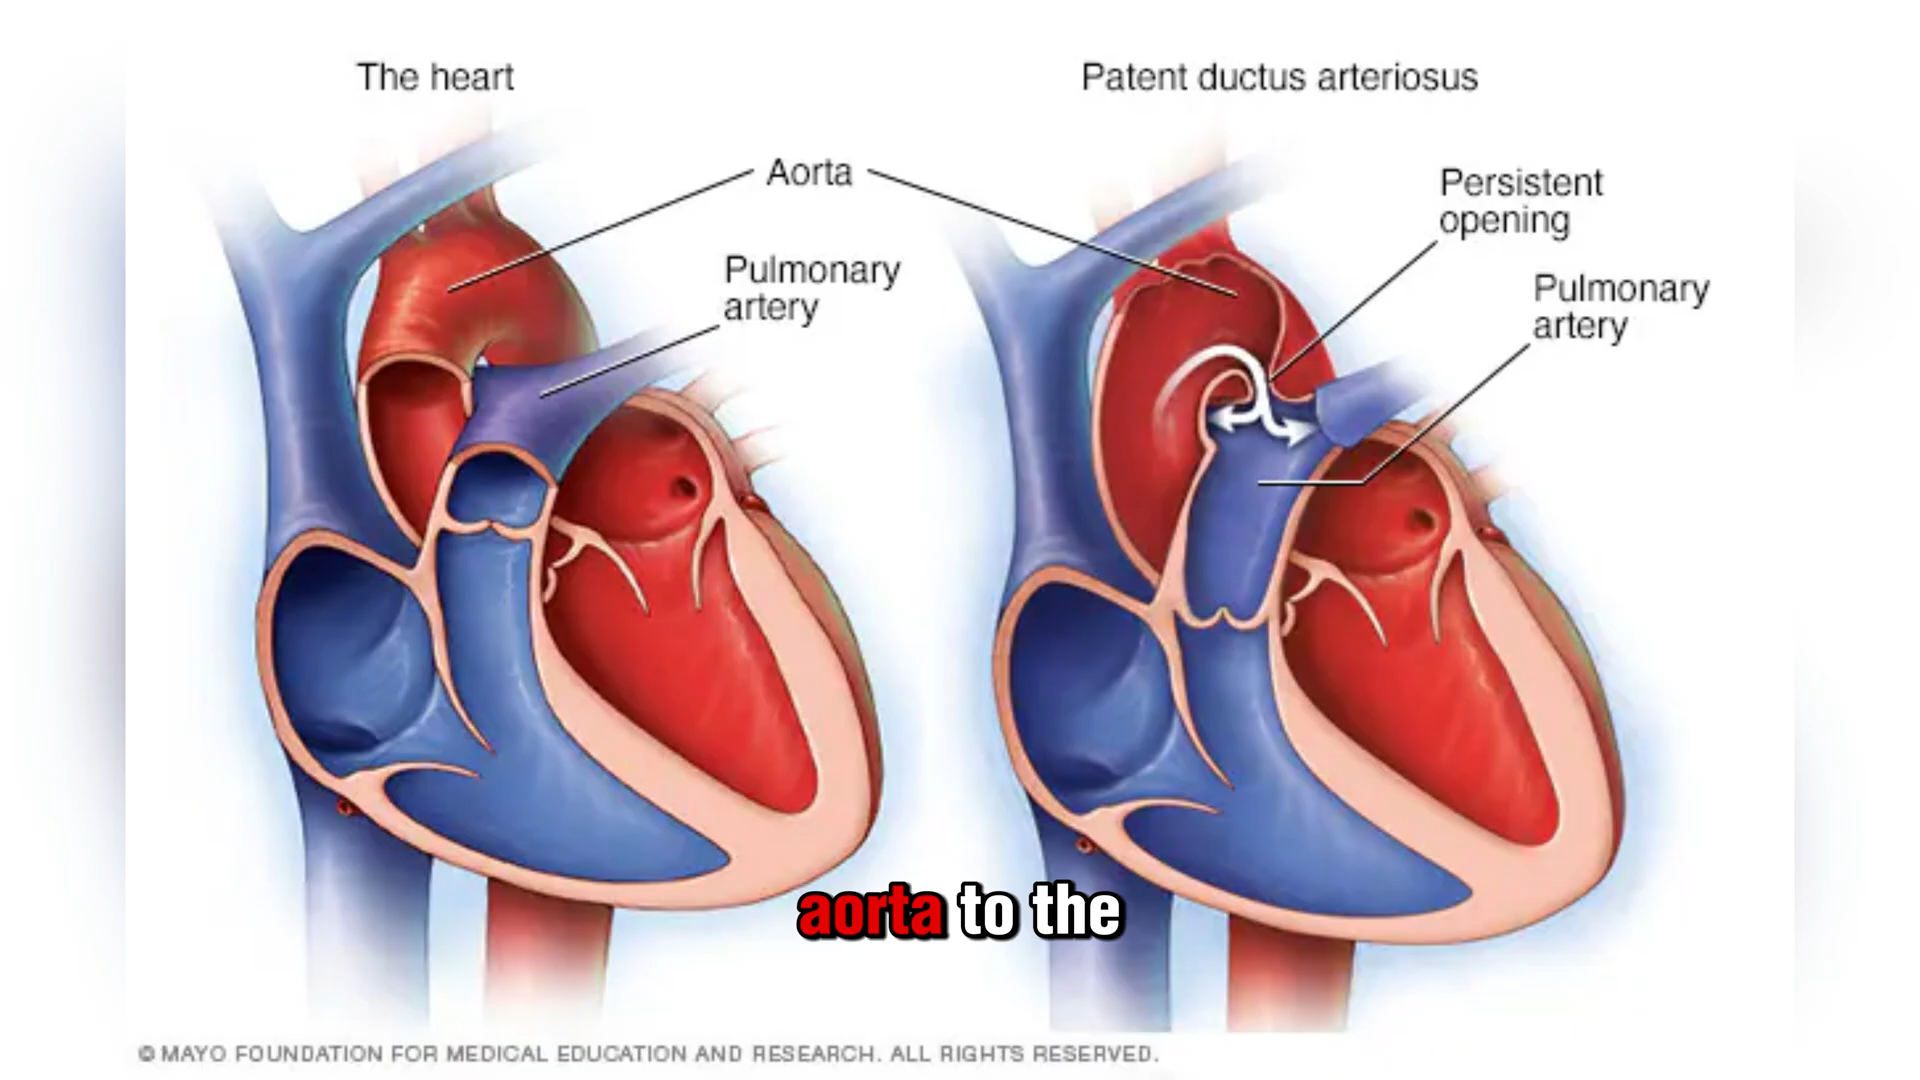 The heart
Patent ductus arteriosus
Aorta
Persistent
opening
Pulmonary
artery
Pulmonary
artery
aorta to the
© MAYO FOUNDATION FOR MEDICAL EDUCATION AND RESEARCH. ALL RIGHTS RESERVED.